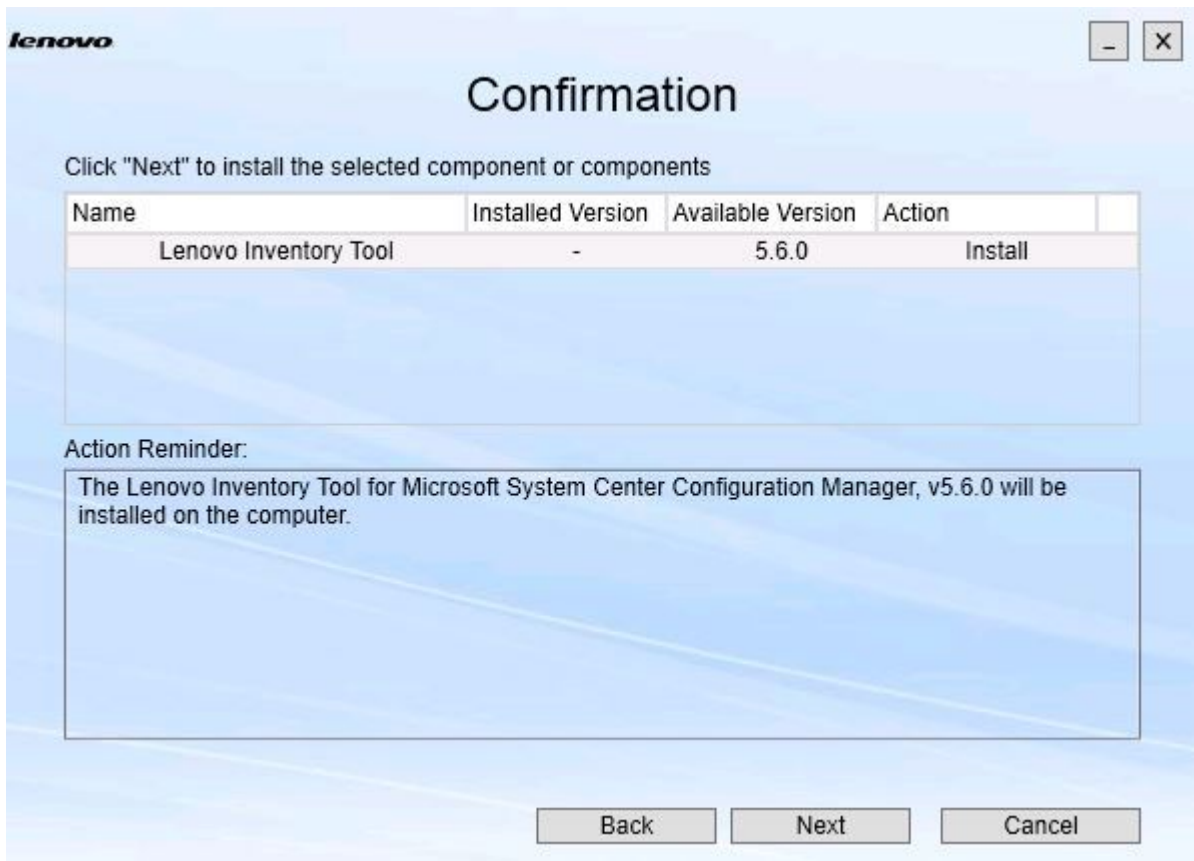 lenovo
Confirmation
Click "Next" to install the selected component or components
Name Installed Version Available Version Action
Lenovo Inventory Tool - 5.6.0 Install
Action Reminder:
The Lenovo Inventory Tool for Microsoft System Center Configuration Manager, v5.6.0 will be
installed on the computer.
Back Next Cancel